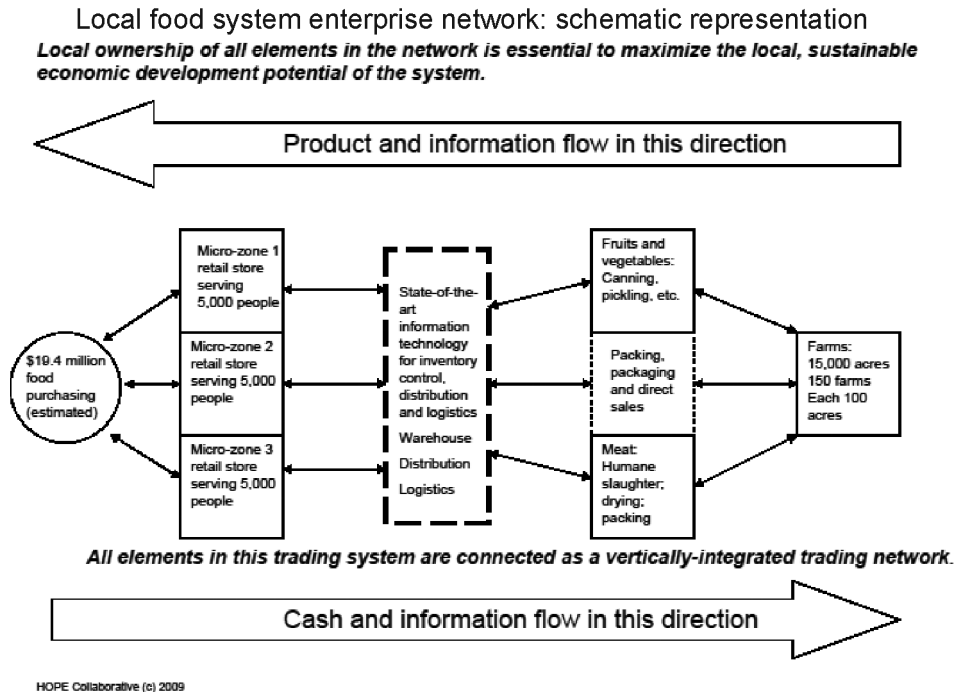 Local food system enterprise network: schematic representation
Local ownership of all elements in the network is essential to maximize the local, sustainable
economic development potential of the system.
Product and information flow in this direction
$19.4 million
food
purchasing
(estimated)
Micro-zone 1
retail store
serving
5,000 people
Micro-zone 2
retail store
serving 5,000
people
Micro-zone 3
retail store
serving 5,000
people
State-of-the-
art
information
technology
for inventory
control,
distribution
and logistics
Warehouse
Distribution
Logistics
Fruits and
vegetables:
Canning,
pickling, etc.
Packing,
packaging
and direct
sales
Meat:
Humane
slaughter;
drying;
packing
Farms:
15,000 acres
150 farms
Each 100
acres
All elements in this trading system are connected as a vertically-integrated trading network.
Cash and information flow in this direction
HOPE Collaborative (c) 2009